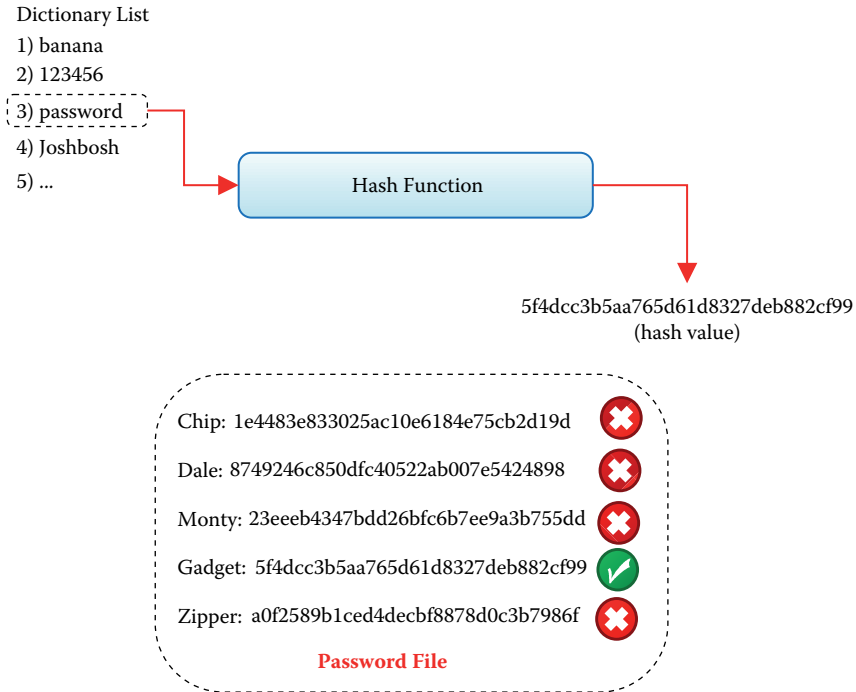 Dictionary List
1) banana
2) 123456
3) password
4) Joshbosh
5) ...
Hash Function
5f4dcc3b5aa765d61d8327deb882cf99
(hash value)
Chip: 1e4483e833025ac10e6184e75cb2d19d
Dale: 8749246c850dfc40522ab007e5424898
Monty: 23eeeb4347bdd26bfc6b7ee9a3b755dd
Gadget: 5f4dcc3b5aa765d61d8327deb882cf99
Zipper: a0f2589b1ced4decbf8878d0c3b7986f
Password File